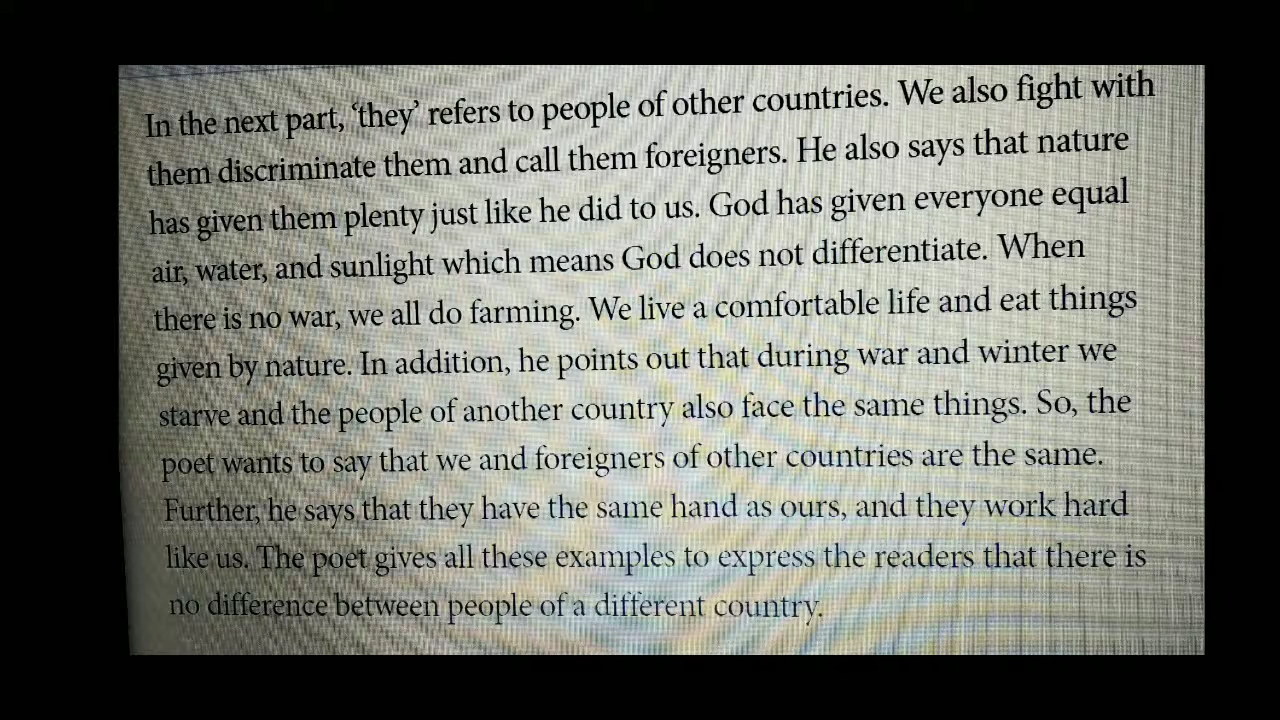 In the next part, ‘they’ refers to people of other countries. We also fight with
them discriminate them and call them foreigners. He also says that nature
has given them plenty just like he did to us. God has given everyone equal
air, water, and sunlight which means God does not differentiate. When
there is no war, we all do farming. We live a comfortable life and eat things
given by nature. In addition, he points out that during war and winter we
starve and the people of another country also face the same things. So, the
poet wants to say that we and foreigners of other countries are the same.
Further, he says that they have the same hand as ours, and they work hard
like us. The poet gives all these examples to express the readers that there is
no difference between people of a different country.